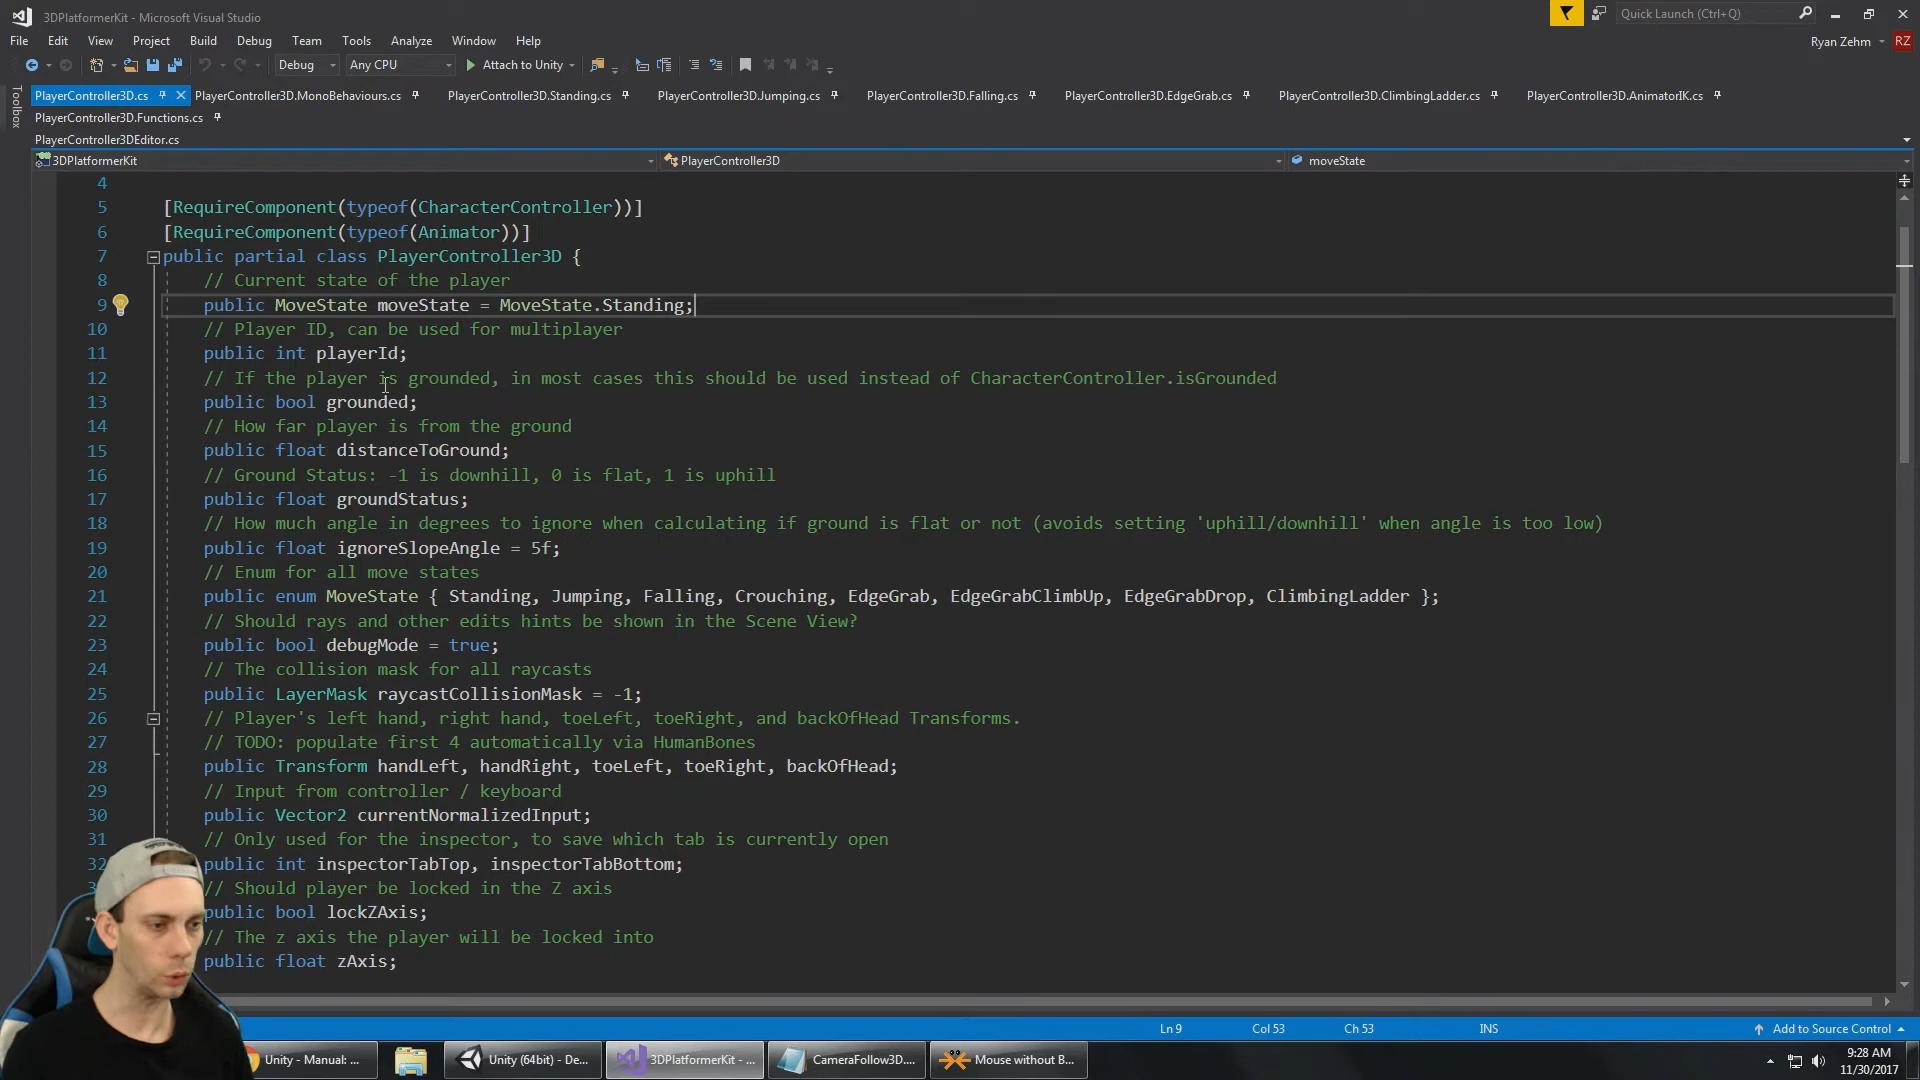 3DPlatformerKit - Microsoft Visual Studio
Quick Launch (Ctrl+Q)
File Edit View Project Build Debug Team Tools Analyze Window Help
Ryan Zehm RZ
Debug Any CPU Attach to Unity
Toolbox
PlayerController3D.cs PlayerController3D.MonoBehaviours.cs PlayerController3D.Standing.cs PlayerController3D.Jumping.cs PlayerController3D.Falling.cs PlayerController3D.EdgeGrab.cs PlayerController3D.ClimbingLadder.cs PlayerController3D.AnimatorIK.cs
PlayerController3D.Functions.cs
PlayerController3DEditor.cs
3DPlatformerKit PlayerController3D moveState
4
5 [RequireComponent(typeof(CharacterController))]
6 [RequireComponent(typeof(Animator))]
7 public partial class PlayerController3D {
8 // Current state of the player
9 public MoveState moveState = MoveState.Standing;
10 // Player ID, can be used for multiplayer
11 public int playerId;
12 // If the player is grounded, in most cases this should be used instead of CharacterController.isGrounded
13 public bool grounded;
14 // How far player is from the ground
15 public float distanceToGround;
16 // Ground Status: -1 is downhill, 0 is flat, 1 is uphill
17 public float groundStatus;
18 // How much angle in degrees to ignore when calculating if ground is flat or not (avoids setting 'uphill/downhill' when angle is too low)
19 public float ignoreSlopeAngle = 5f;
20 // Enum for all move states
21 public enum MoveState { Standing, Jumping, Falling, Crouching, EdgeGrab, EdgeGrabClimbUp, EdgeGrabDrop, ClimbingLadder };
22 // Should rays and other edits hints be shown in the Scene View?
23 public bool debugMode = true;
24 // The collision mask for all raycasts
25 public LayerMask raycastCollisionMask = -1;
26 // Player's left hand, right hand, toeLeft, toeRight, and backOfHead Transforms.
27 // TODO: populate first 4 automatically via HumanBones
28 public Transform handLeft, handRight, toeLeft, toeRight, backOfHead;
29 // Input from controller / keyboard
30 public Vector2 currentNormalizedInput;
31 // Only used for the inspector, to save which tab is currently open
32 public int inspectorTabTop, inspectorTabBottom;
// Should player be locked in the Z axis
public bool lockZAxis;
// The z axis the player will be locked into
public float zAxis;
Ln 9 Col 53 Ch 53 INS Add to Source Control
Unity - Manual: ... Unity (64bit) - De... 3DPlatformerKit - ... CameraFollow3D.... Mouse without B...
9:28 AM
11/30/2017